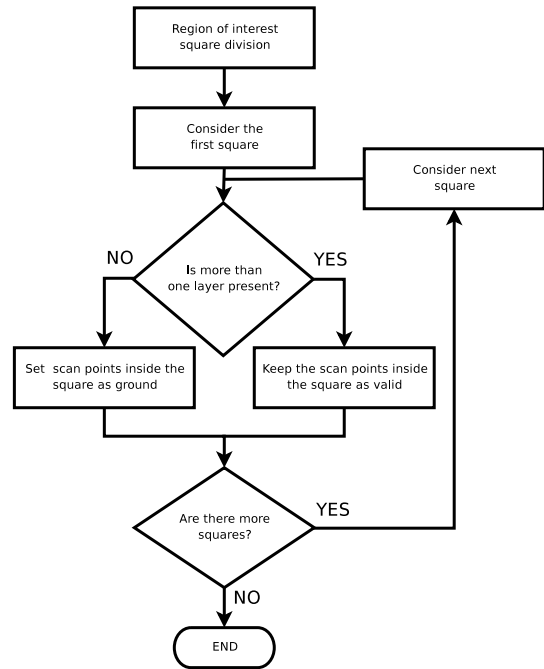 Region of interest
square division
Consider the
first square
Consider next
square
NO
YES
Is more than
one layer present?
Set scan points inside the
square as ground
Keep the scan points inside
the square as valid
Are there more
squares?
YES
NO
END